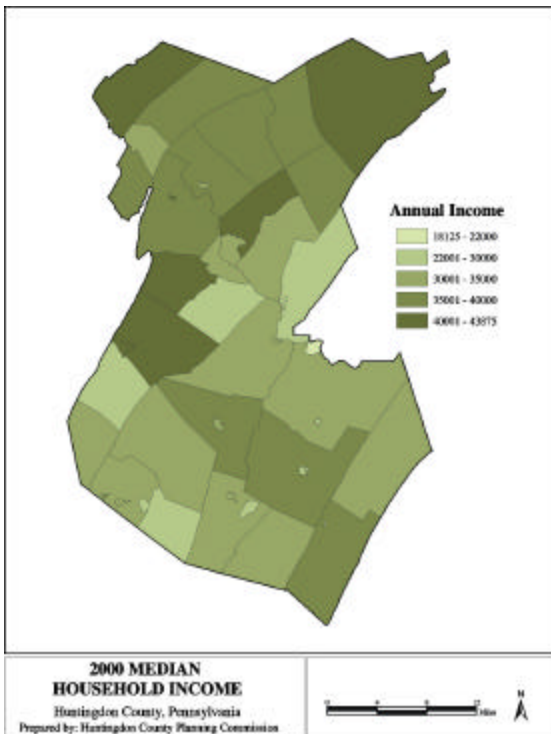 Annual Income
18125 - 22000
22001 - 30000
30001 - 35000
35001 - 40000
40001 - 43875
2000 MEDIAN
HOUSEHOLD INCOME
Huntingdon County, Pennsylvania
Prepared by: Huntingdon County Planning Commission
Miles
N